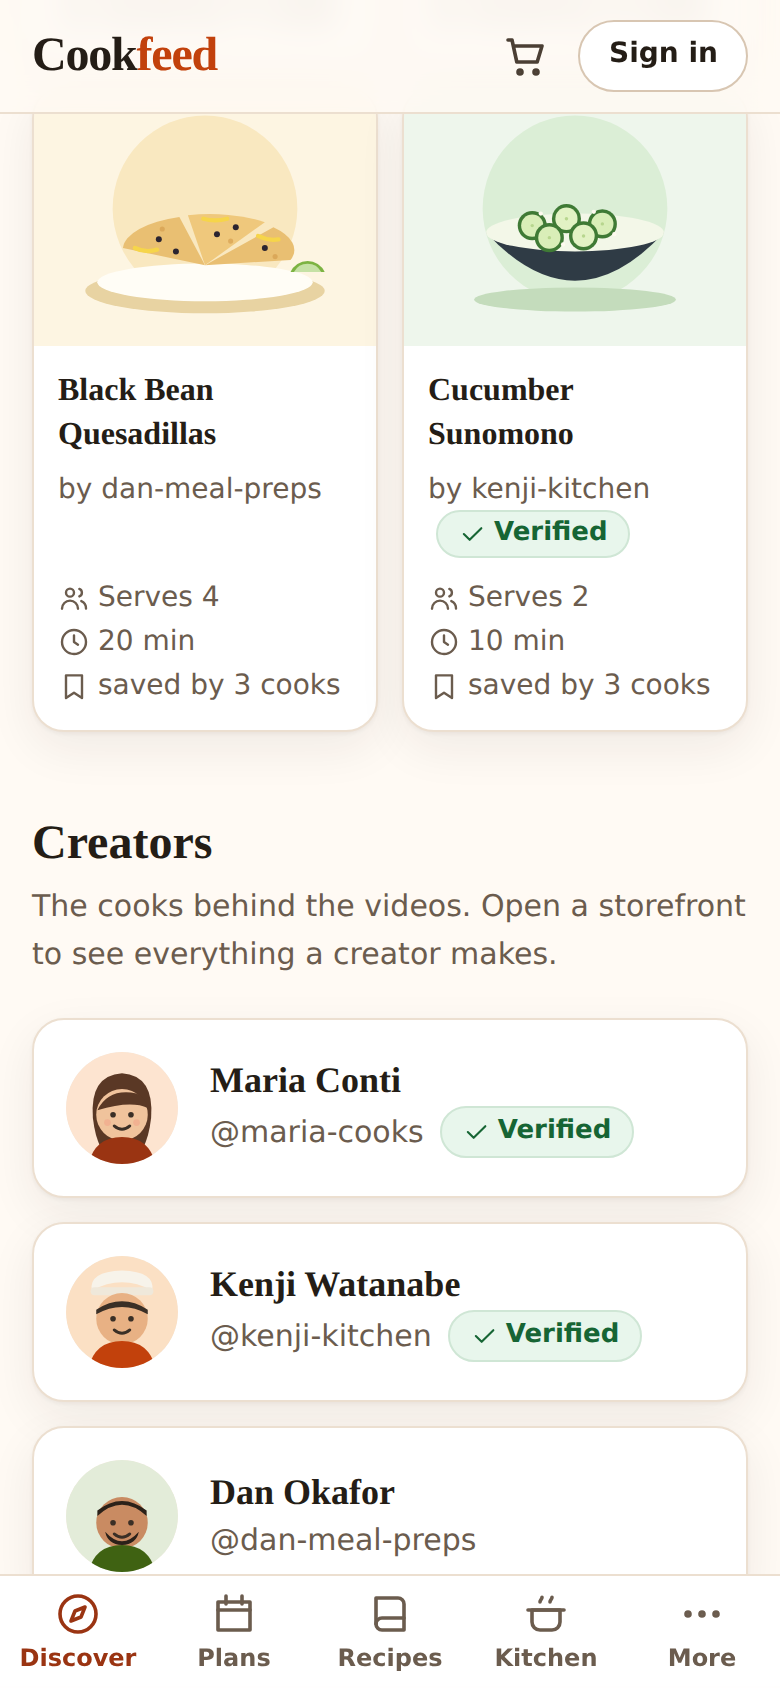 Cookfeed
Sign in
Black Bean
Quesadillas
by dan-meal-preps
Serves 4
20 min
saved by 3 cooks
Cucumber
Sunomono
by kenji-kitchen
Verified
Serves 2
10 min
saved by 3 cooks
Creators
The cooks behind the videos. Open a storefront
to see everything a creator makes.
Maria Conti
@maria-cooks Verified
Kenji Watanabe
@kenji-kitchen Verified
Dan Okafor
@dan-meal-preps
Discover Plans Recipes Kitchen More